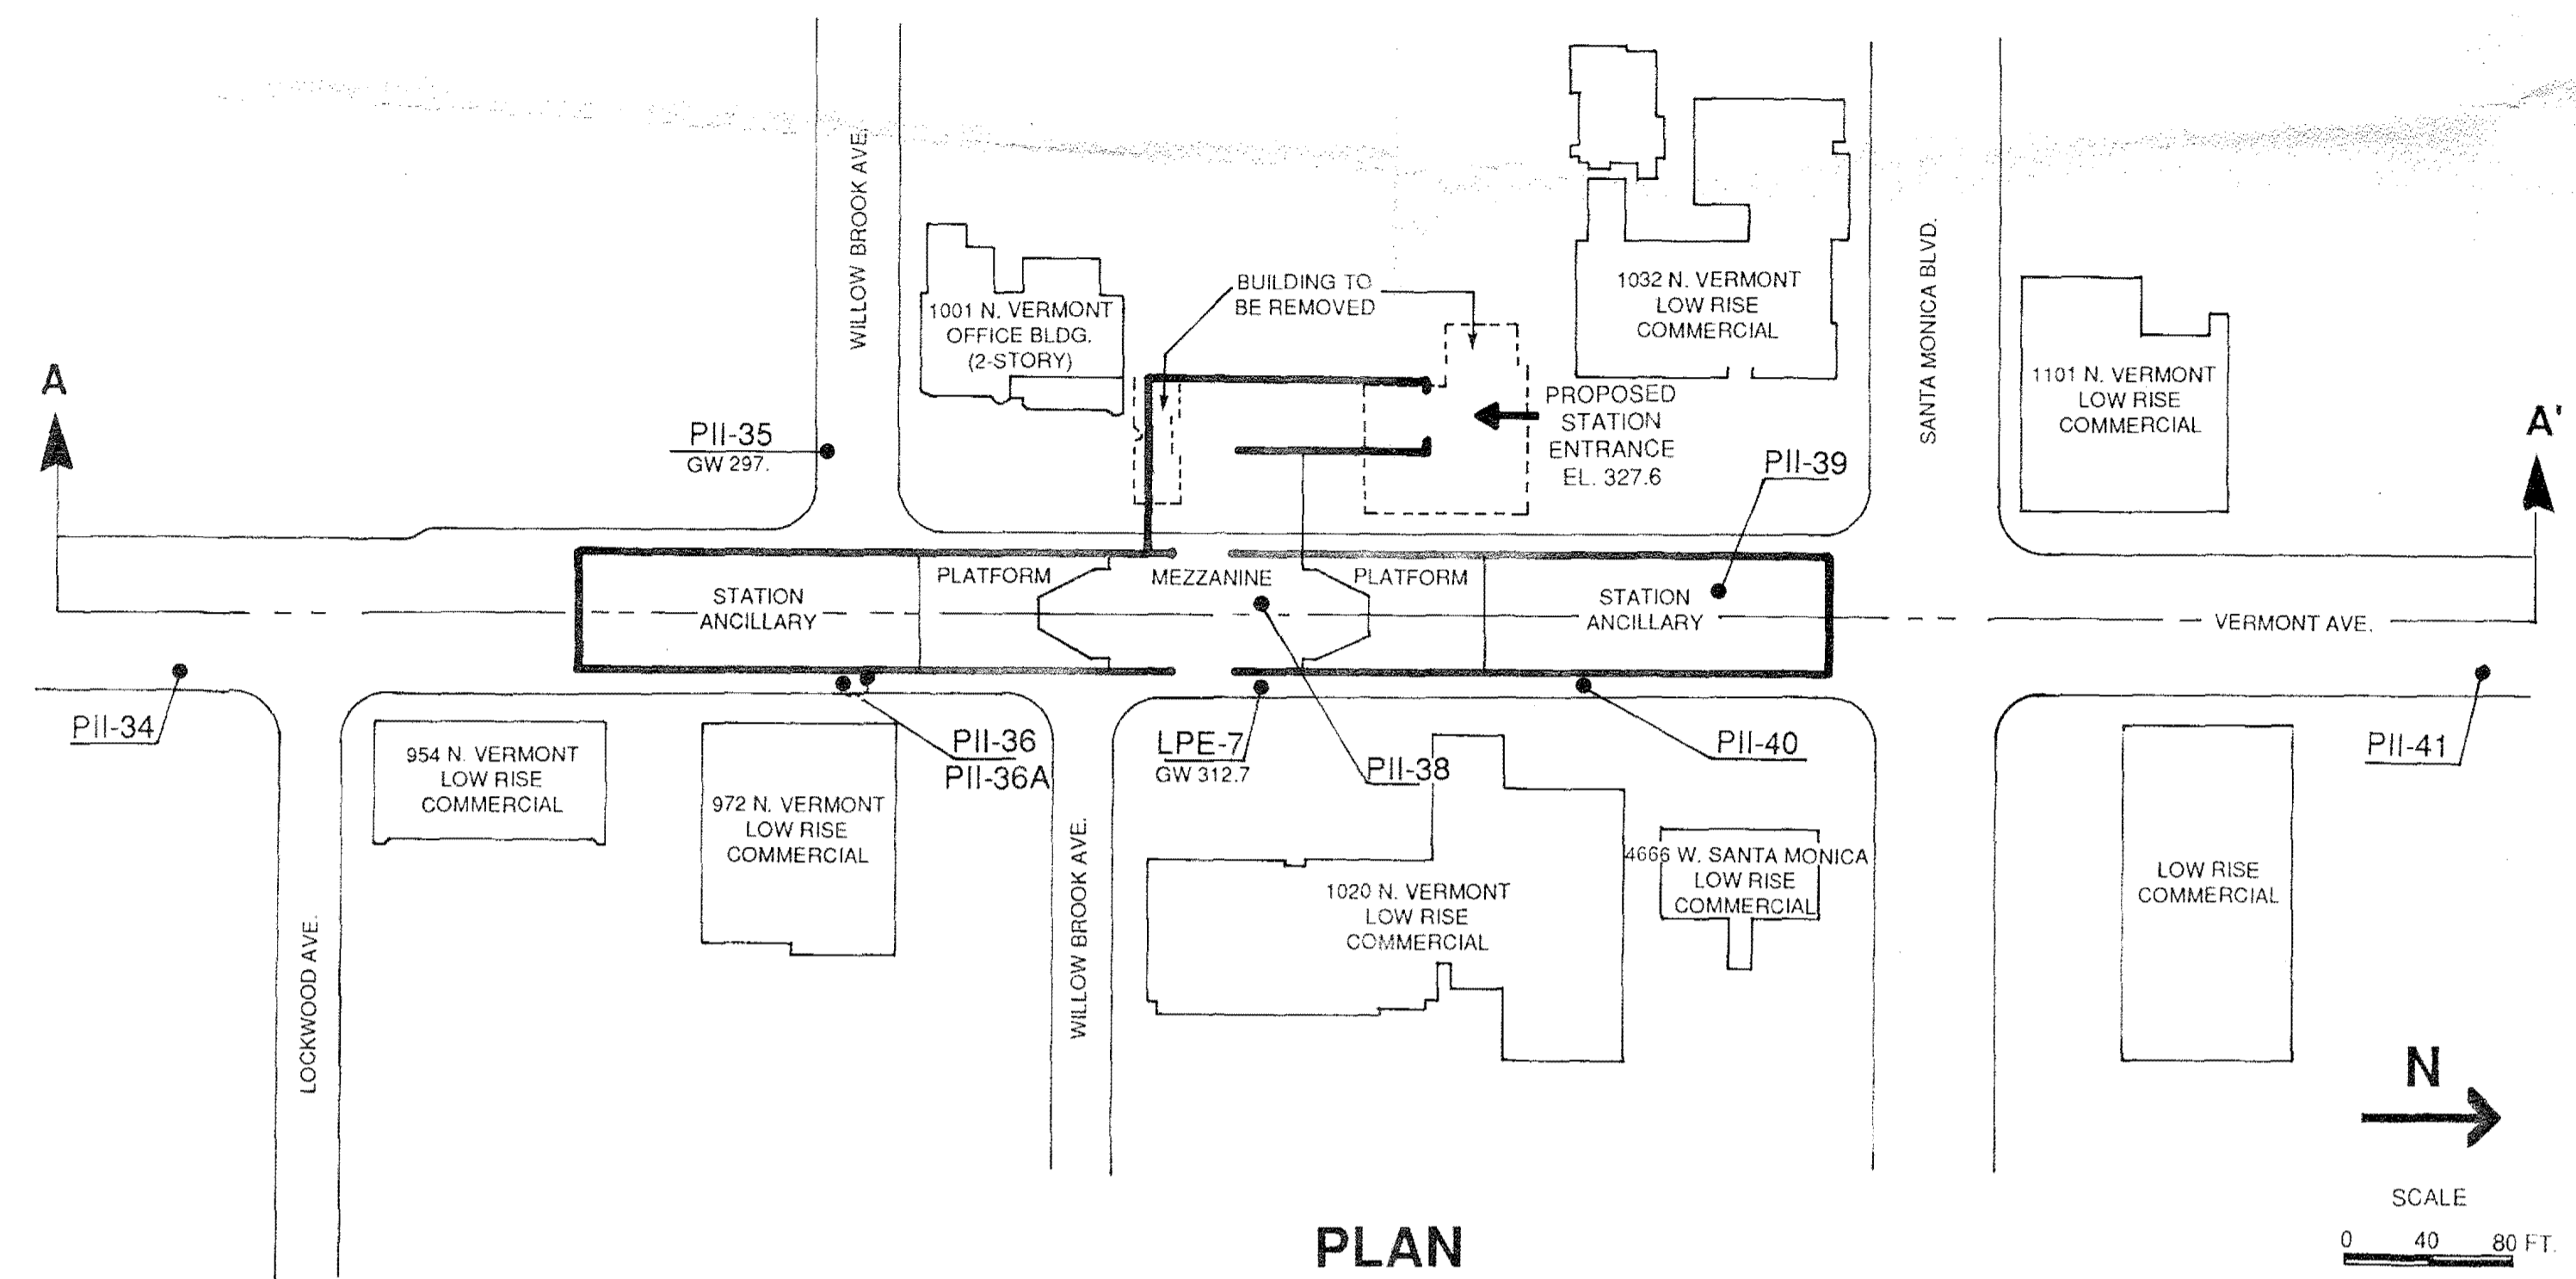 WILLOW BROOK AVE.
SANTA MONICA BLVD.
BUILDING TO
BE REMOVED
1032 N. VERMONT
LOW RISE
COMMERCIAL
1001 N. VERMONT
OFFICE BLDG.
(2-STORY)
1101 N. VERMONT
LOW RISE
COMMERCIAL
A
A'
PROPOSED
STATION
ENTRANCE
EL. 327.6
PII-35
GW 297.
PII-39
STATION
ANCILLARY
PLATFORM
MEZZANINE
PLATFORM
STATION
ANCILLARY
VERMONT AVE.
PII-34
PII-36
PII-36A
LPE-7
GW 312.7
PII-38
PII-40
PII-41
954 N. VERMONT
LOW RISE
COMMERCIAL
972 N. VERMONT
LOW RISE
COMMERCIAL
LOCKWOOD AVE.
WILLOW BROOK AVE.
1020 N. VERMONT
LOW RISE
COMMERCIAL
4666 W. SANTA MONICA
LOW RISE
COMMERCIAL
LOW RISE
COMMERCIAL
N
SCALE
0 40 80 FT.
PLAN